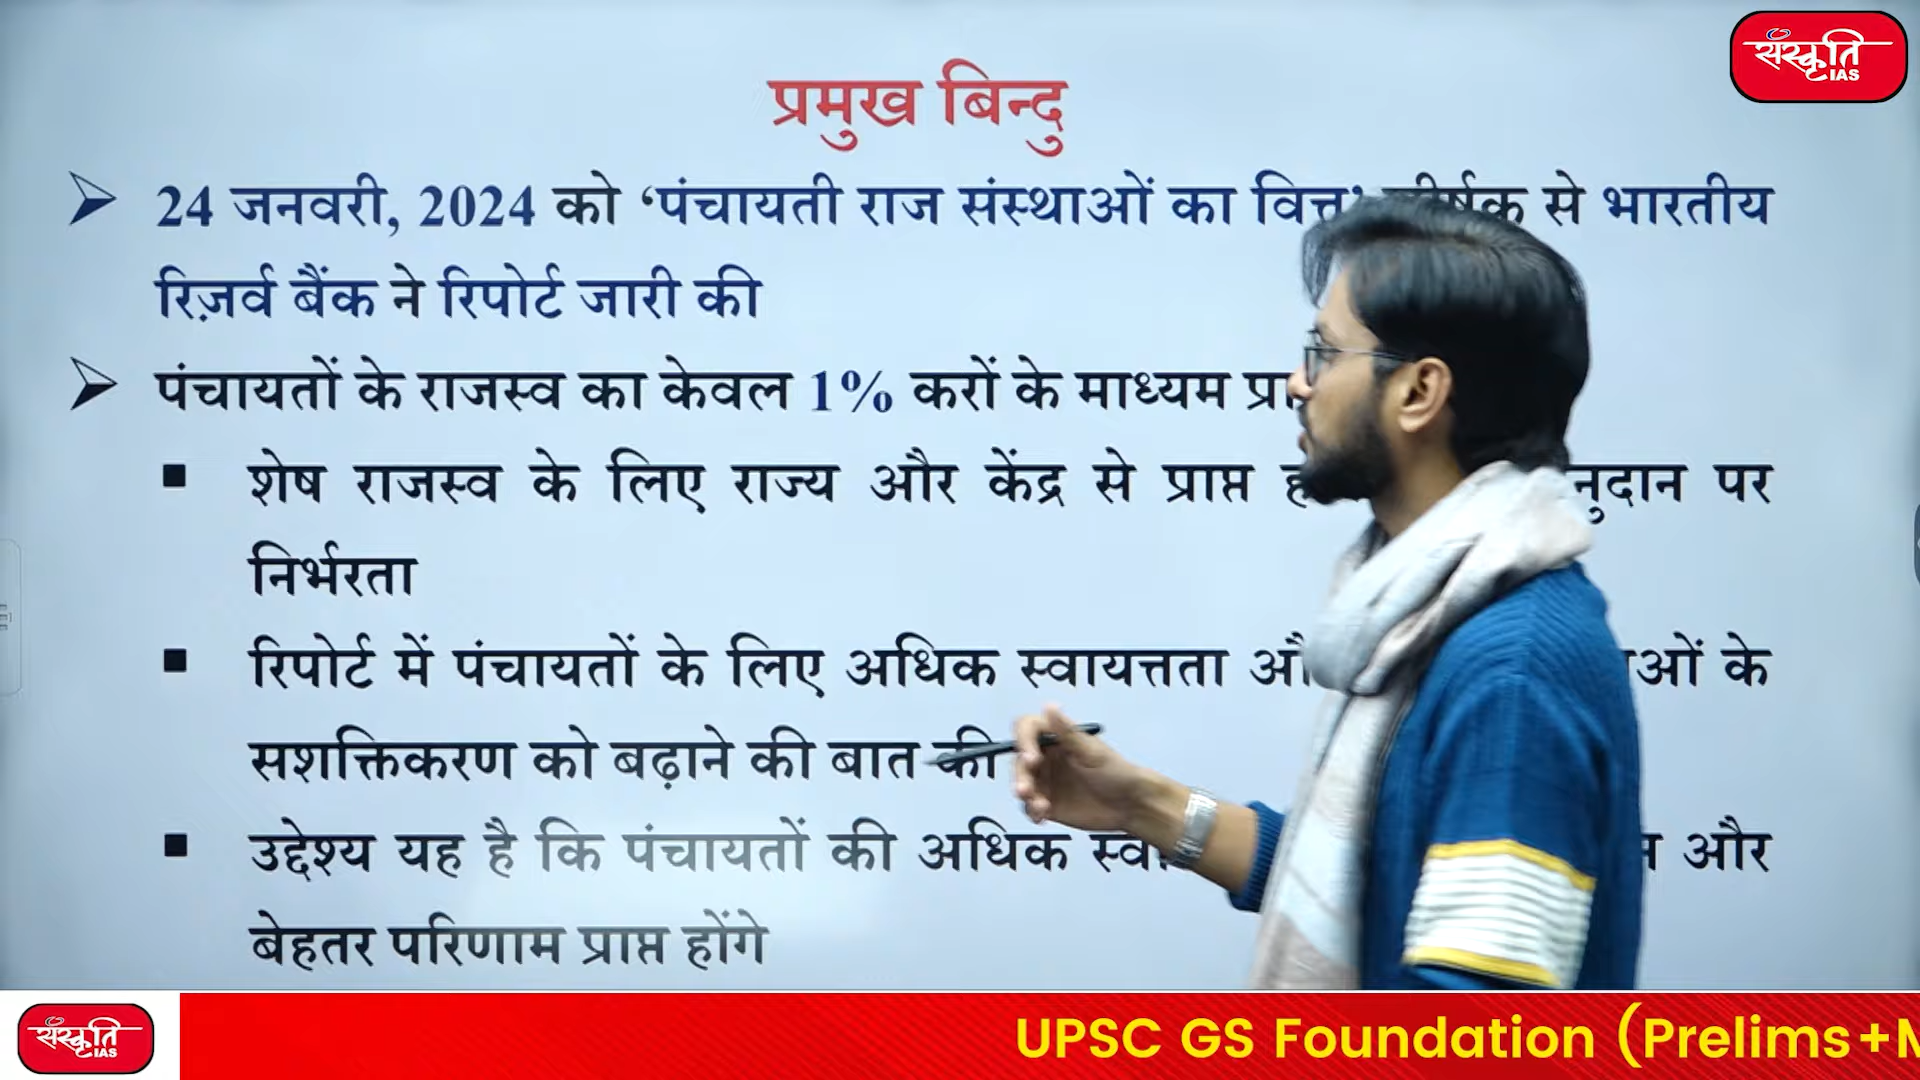 संस्कृति
IAS
प्रमुख बिन्दु
24 जनवरी, 2024 को ‘पंचायती राज संस्थाओं का वित्त’ से भारतीय
रिज़र्व बैंक ने रिपोर्ट जारी की
पंचायतों के राजस्व का केवल 1% करों के माध्यम
शेष राजस्व के लिए राज्य और केंद्र से प्राप्त पर
निर्भरता
रिपोर्ट में पंचायतों के लिए अधिक स्वायत्तता के
सशक्तिकरण को बढ़ाने की बात की
उद्देश्य यह है कि पंचायतों की अधिक और
बेहतर परिणाम प्राप्त होंगे
संस्कृति
IAS
UPSC GS Foundation (Prelims+M